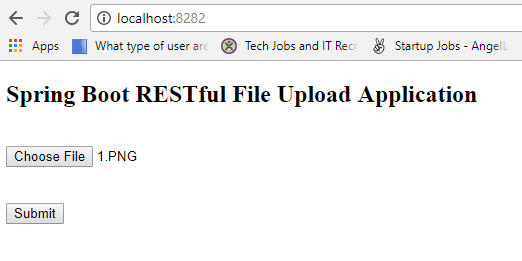 localhost:8282
Apps What type of user are Tech Jobs and IT Recr Startup Jobs - AngelL
Spring Boot RESTful File Upload Application
Choose File 1.PNG
Submit